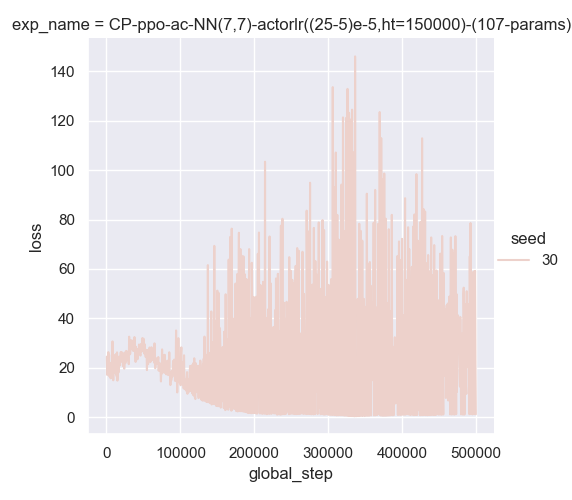 exp_name = CP-ppo-ac-NN(7,7)-actorlr((25-5)e-5,ht=150000)-(107-params)
140
120
100
80
60
40
20
0
loss
0 100000 200000 300000 400000 500000
global_step
seed
30